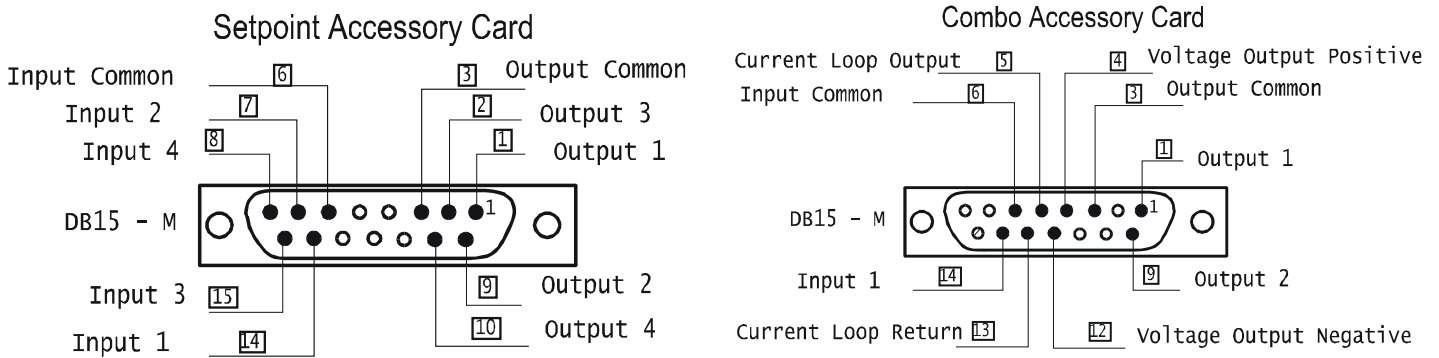 Setpoint Accessory Card
Input Common 6
3 Output Common
Input 2 7
2 Output 3
Input 4 8
1 Output 1
DB15 - M
1
Input 3 15
9 Output 2
Input 1 14
10 Output 4
Combo Accessory Card
Current Loop Output 5
4 Voltage Output Positive
Input Common 6
3 Output Common
1 Output 1
DB15 - M
1
Input 1 14
9 Output 2
Current Loop Return 13
12 Voltage Output Negative